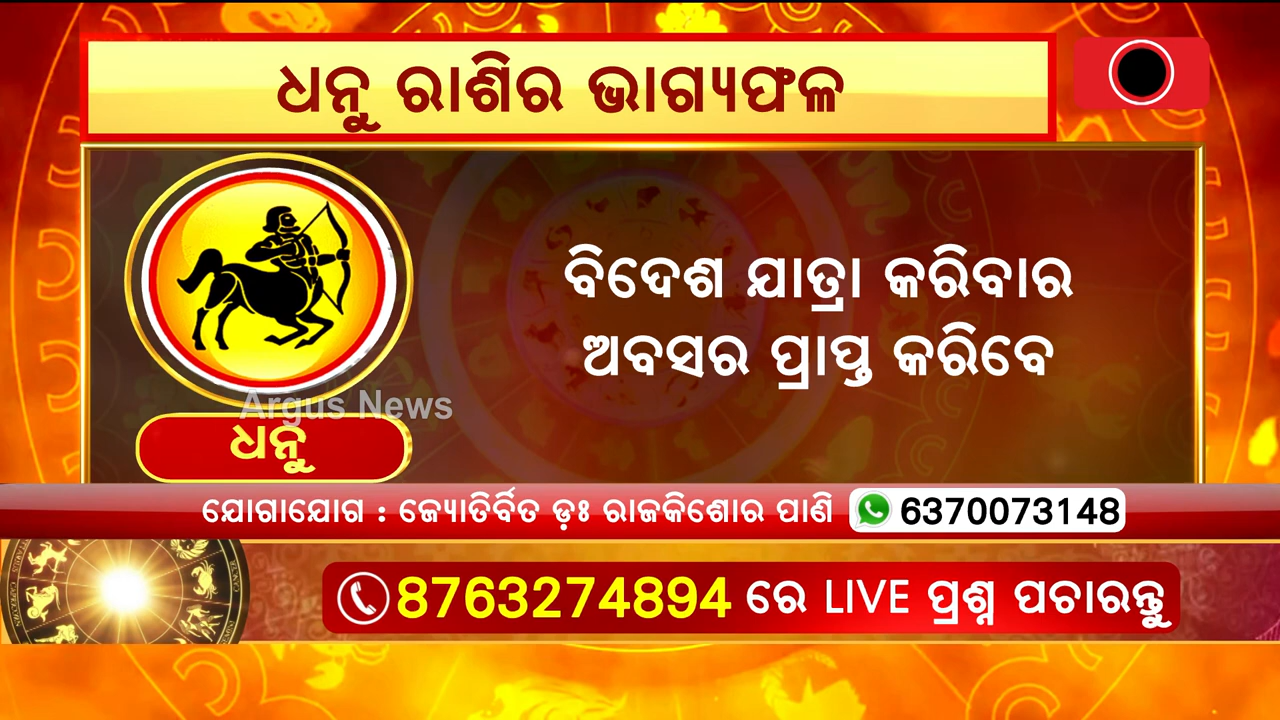 ଧନୁ ରାଶିର ଭାଗ୍ୟଫଳ
ବିଦେଶ ଯାତ୍ରା କରିବାର
ଅବସର ପ୍ରାପ୍ତ କରିବେ
Argus News
ଧନୁ
ଯୋଗାଯୋଗ : ଜ୍ୟୋତିର୍ବିତ ଡ଼ଃ ରାଜକିଶୋର ପାଣି 6370073148
8763274894 ରେ LIVE ପ୍ରଶ୍ନ ପଚାରନ୍ତୁ